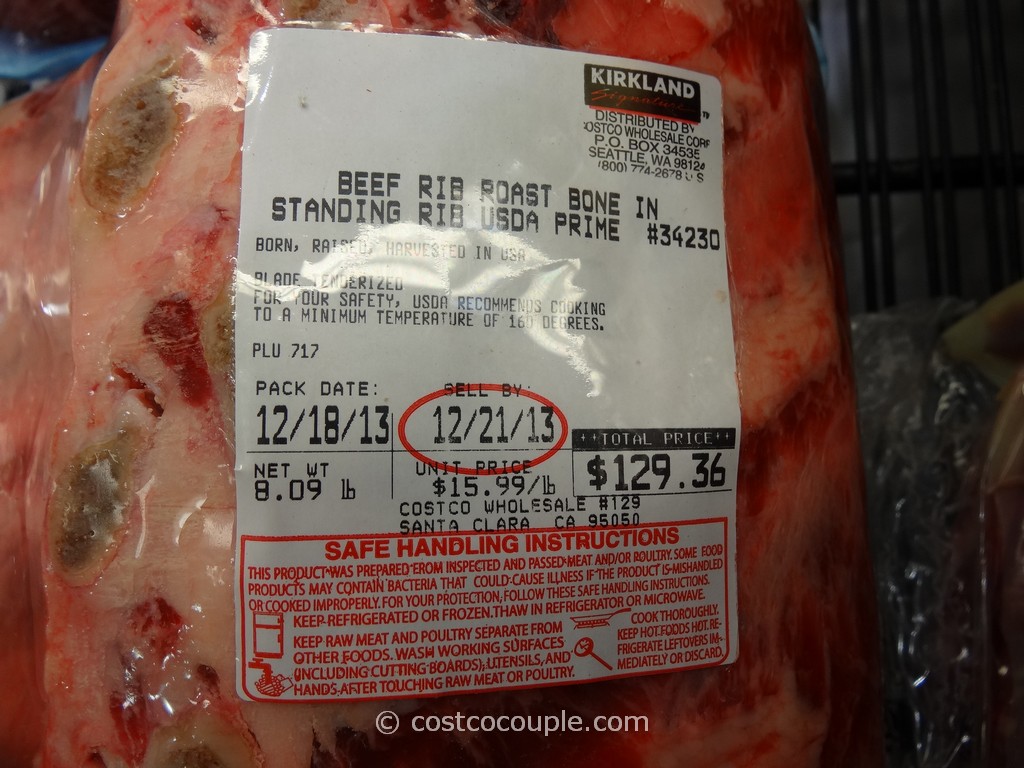 KIRKLAND
Signature
DISTRIBUTED BY
COSTCO WHOLESALE CORP
P.O. BOX 34535
SEATTLE, WA 98124
(800) 774-2678 U S
BEEF RIB ROAST BONE IN
STANDING RIB USDA PRIME #34230
BORN, RAISED, HARVESTED IN USA
BLADE TENDERIZED
FOR YOUR SAFETY, USDA RECOMMENDS COOKING
TO A MINIMUM TEMPERATURE OF 160 DEGREES.
PLU 717
PACK DATE: SELL BY:
12/18/13 12/21/13
**TOTAL PRICE**
NET WT UNIT PRICE $129.36
8.09 lb $15.99/lb
COSTCO WHOLESALE #129
SANTA CLARA CA 95050
SAFE HANDLING INSTRUCTIONS
THIS PRODUCT WAS PREPARED FROM INSPECTED AND PASSED MEAT AND/OR POULTRY. SOME FOOD
PRODUCTS MAY CONTAIN BACTERIA THAT COULD CAUSE ILLNESS IF THE PRODUCT IS MISHANDLED
OR COOKED IMPROPERLY. FOR YOUR PROTECTION, FOLLOW THESE SAFE HANDLING INSTRUCTIONS.
KEEP REFRIGERATED OR FROZEN. THAW IN REFRIGERATOR OR MICROWAVE.
KEEP RAW MEAT AND POULTRY SEPARATE FROM
OTHER FOODS. WASH WORKING SURFACES
(INCLUDING CUTTING BOARDS), UTENSILS, AND
HANDS AFTER TOUCHING RAW MEAT OR POULTRY.
COOK THOROUGHLY.
KEEP HOT FOODS HOT. RE-
FRIGERATE LEFTOVERS IM-
MEDIATELY OR DISCARD.
© costcocouple.com